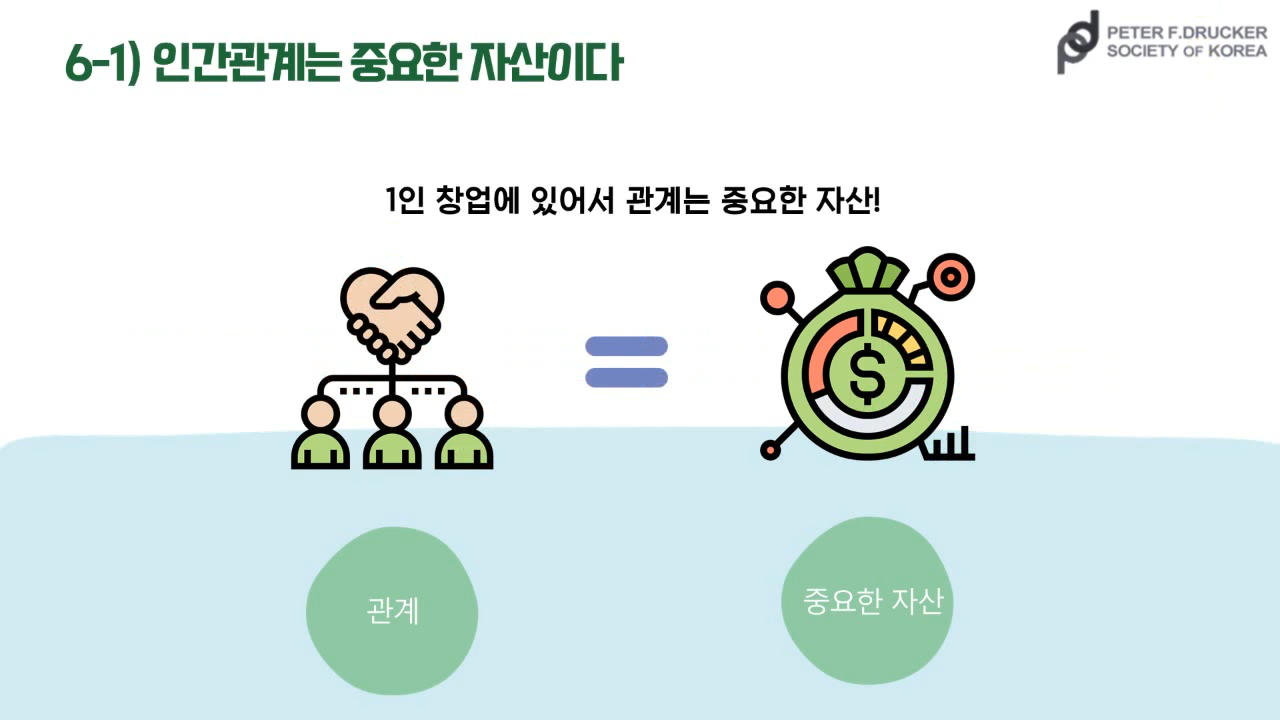 6-1) 인간관계는 중요한 자산이다
PETER F.DRUCKER
SOCIETY OF KOREA
1인 창업에 있어서 관계는 중요한 자산!
$
관계
중요한 자산